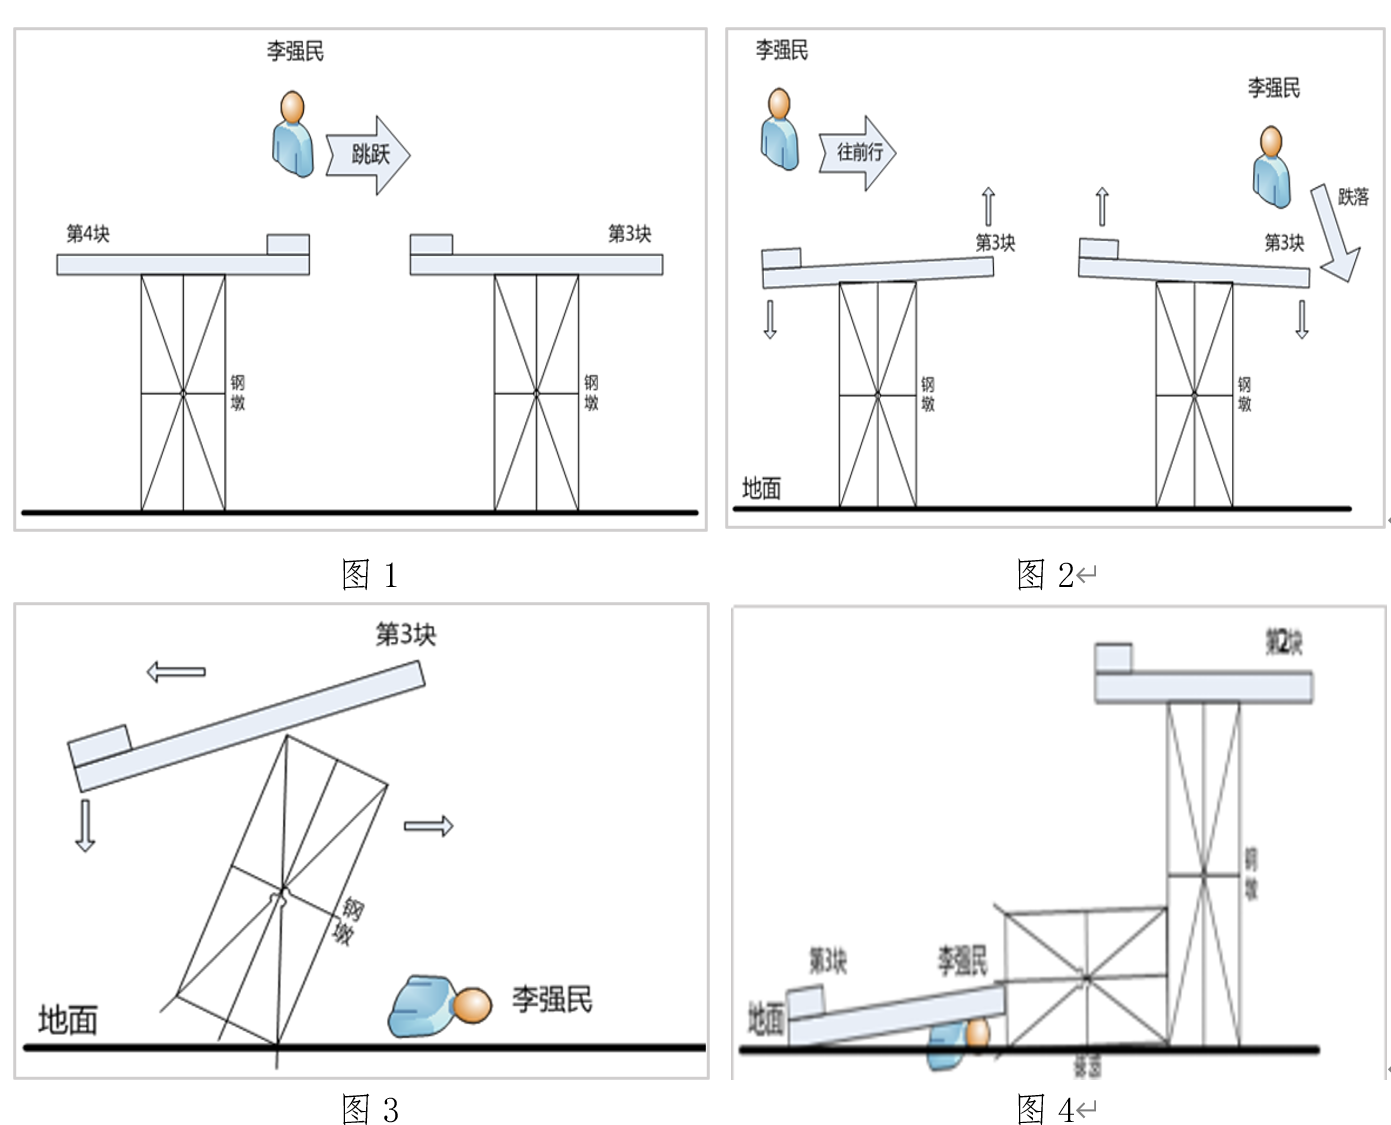 李强民
跳跃
第4块
第3块
钢墩
钢墩
图 1
李强民
李强民
往前行
跌落
第3块
第3块
钢墩
钢墩
地面
图 2↵
第3块
钢墩
李强民
地面
图 3
第2块
钢墩
第3块
李强民
地面
图 4↵